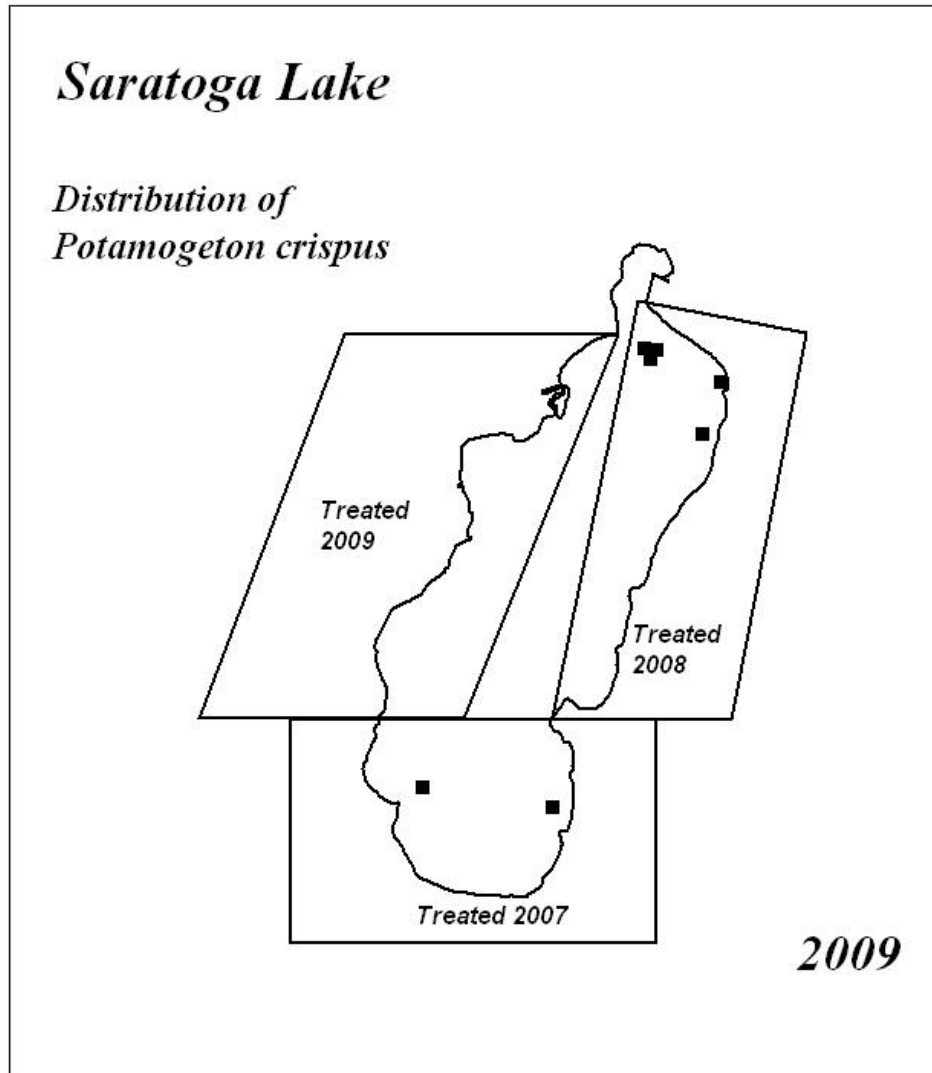 Saratoga Lake
Distribution of
Potamogeton crispus
Treated
2009
Treated
2008
Treated 2007
2009